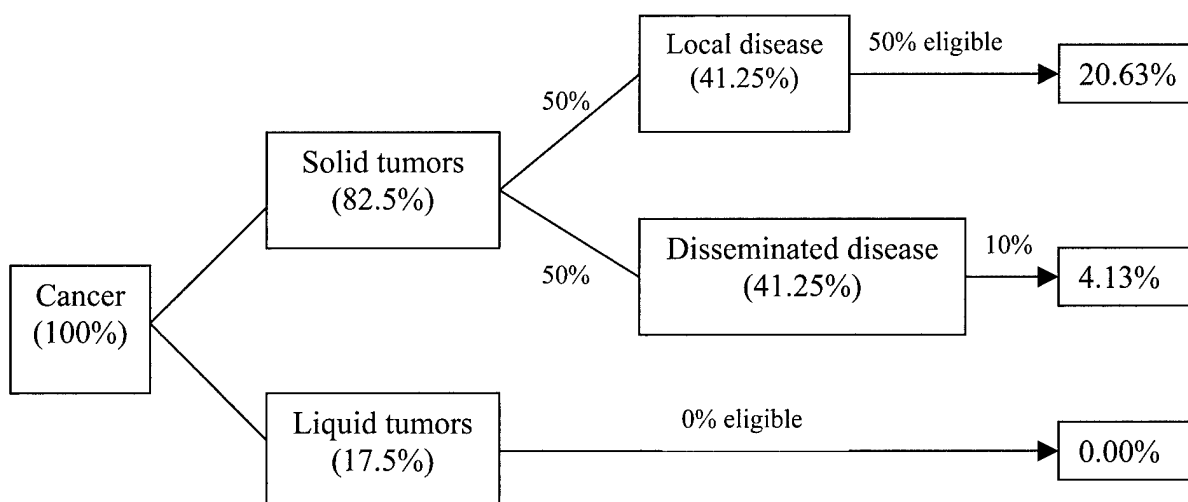 Local disease
(41.25%)
50% eligible
20.63%
50%
Solid tumors
(82.5%)
Disseminated disease
(41.25%)
10%
4.13%
50%
Cancer
(100%)
Liquid tumors
(17.5%)
0% eligible
0.00%